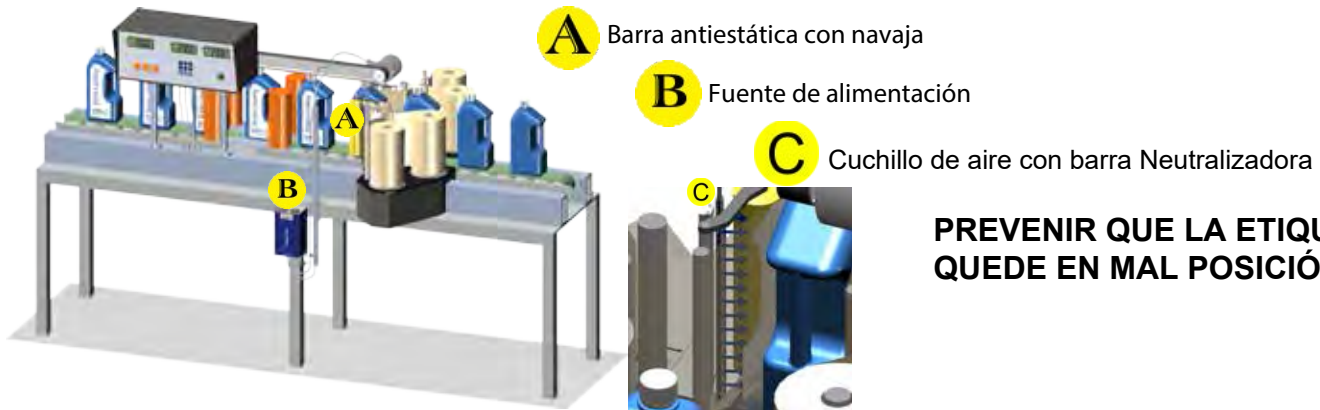 A Barra antiestática con navaja
B Fuente de alimentación
C Cuchillo de aire con barra Neutralizadora
A
B
C
PREVENIR QUE LA ETIQU
QUEDE EN MAL POSICIÓ